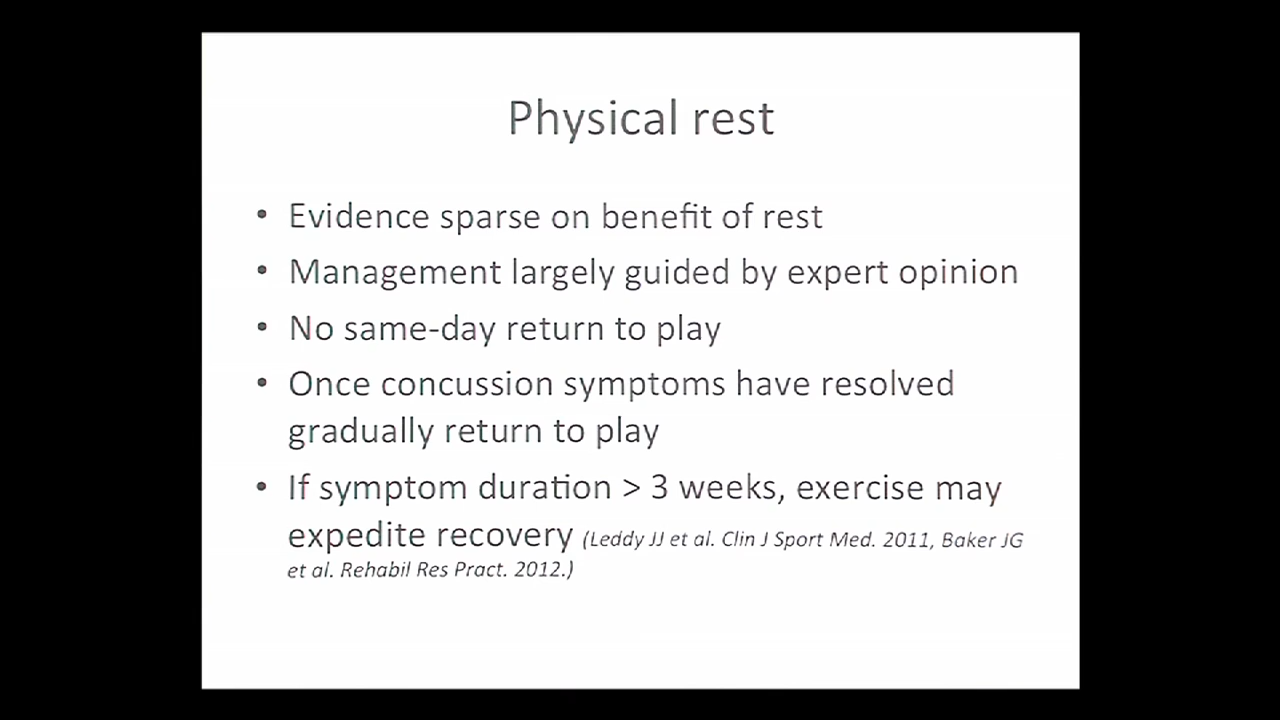 Physical rest
• Evidence sparse on benefit of rest
• Management largely guided by expert opinion
• No same-day return to play
• Once concussion symptoms have resolved
gradually return to play
• If symptom duration > 3 weeks, exercise may
expedite recovery (Leddy JJ et al. Clin J Sport Med. 2011, Baker JG
et al. Rehabil Res Pract. 2012.)